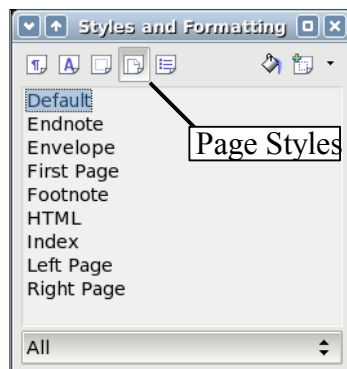 Styles and Formatting
Default
Endnote
Envelope
Page Styles
First Page
Footnote
HTML
Index
Left Page
Right Page
All